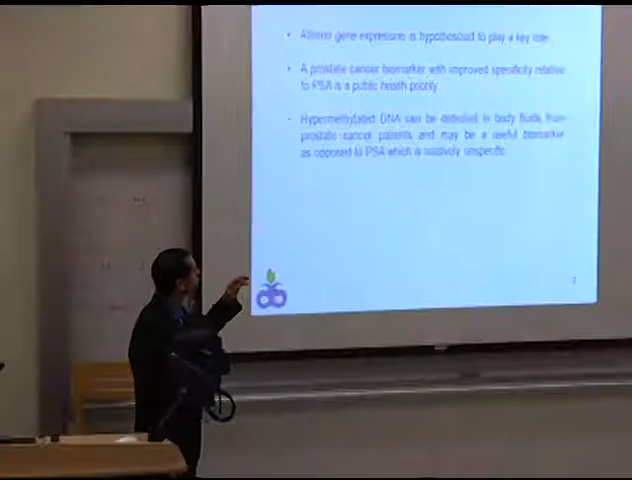 • Altered gene expression is hypothesized to play a key role
• A prostate cancer biomarker with improved specificity relative
to PSA is a public health priority
• Hypermethylated DNA can be detected in body fluids from
prostate cancer patients, and may be a useful biomarker
as opposed to PSA which is relatively unspecific